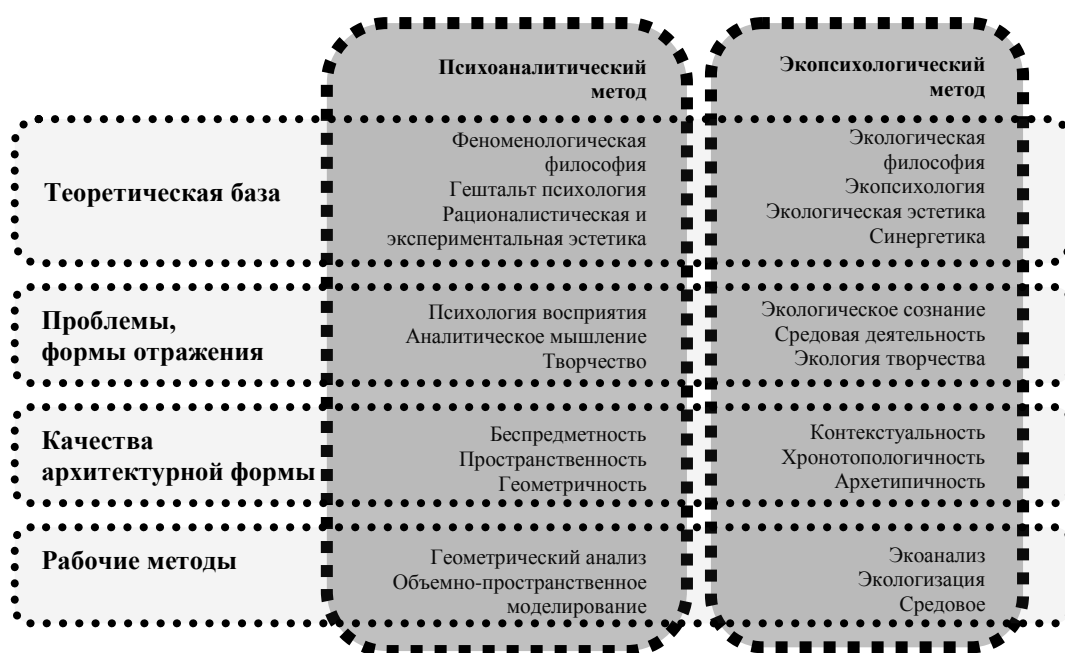 Психоаналитический
метод
Экопсихологический
метод
Теоретическая база
Феноменологическая
философия
Гештальт психология
Рационалистическая и
экспериментальная эстетика
Экологическая
философия
Экопсихология
Экологическая эстетика
Синергетика
Проблемы,
формы отражения
Психология восприятия
Аналитическое мышление
Творчество
Экологическое сознание
Средовая деятельность
Экология творчества
Качества
архитектурной формы
Беспредметность
Пространственность
Геометричность
Контекстуальность
Хронотопологичность
Архетипичность
Рабочие методы
Геометрический анализ
Объемно-пространственное
моделирование
Экоанализ
Экологизация
Средовое